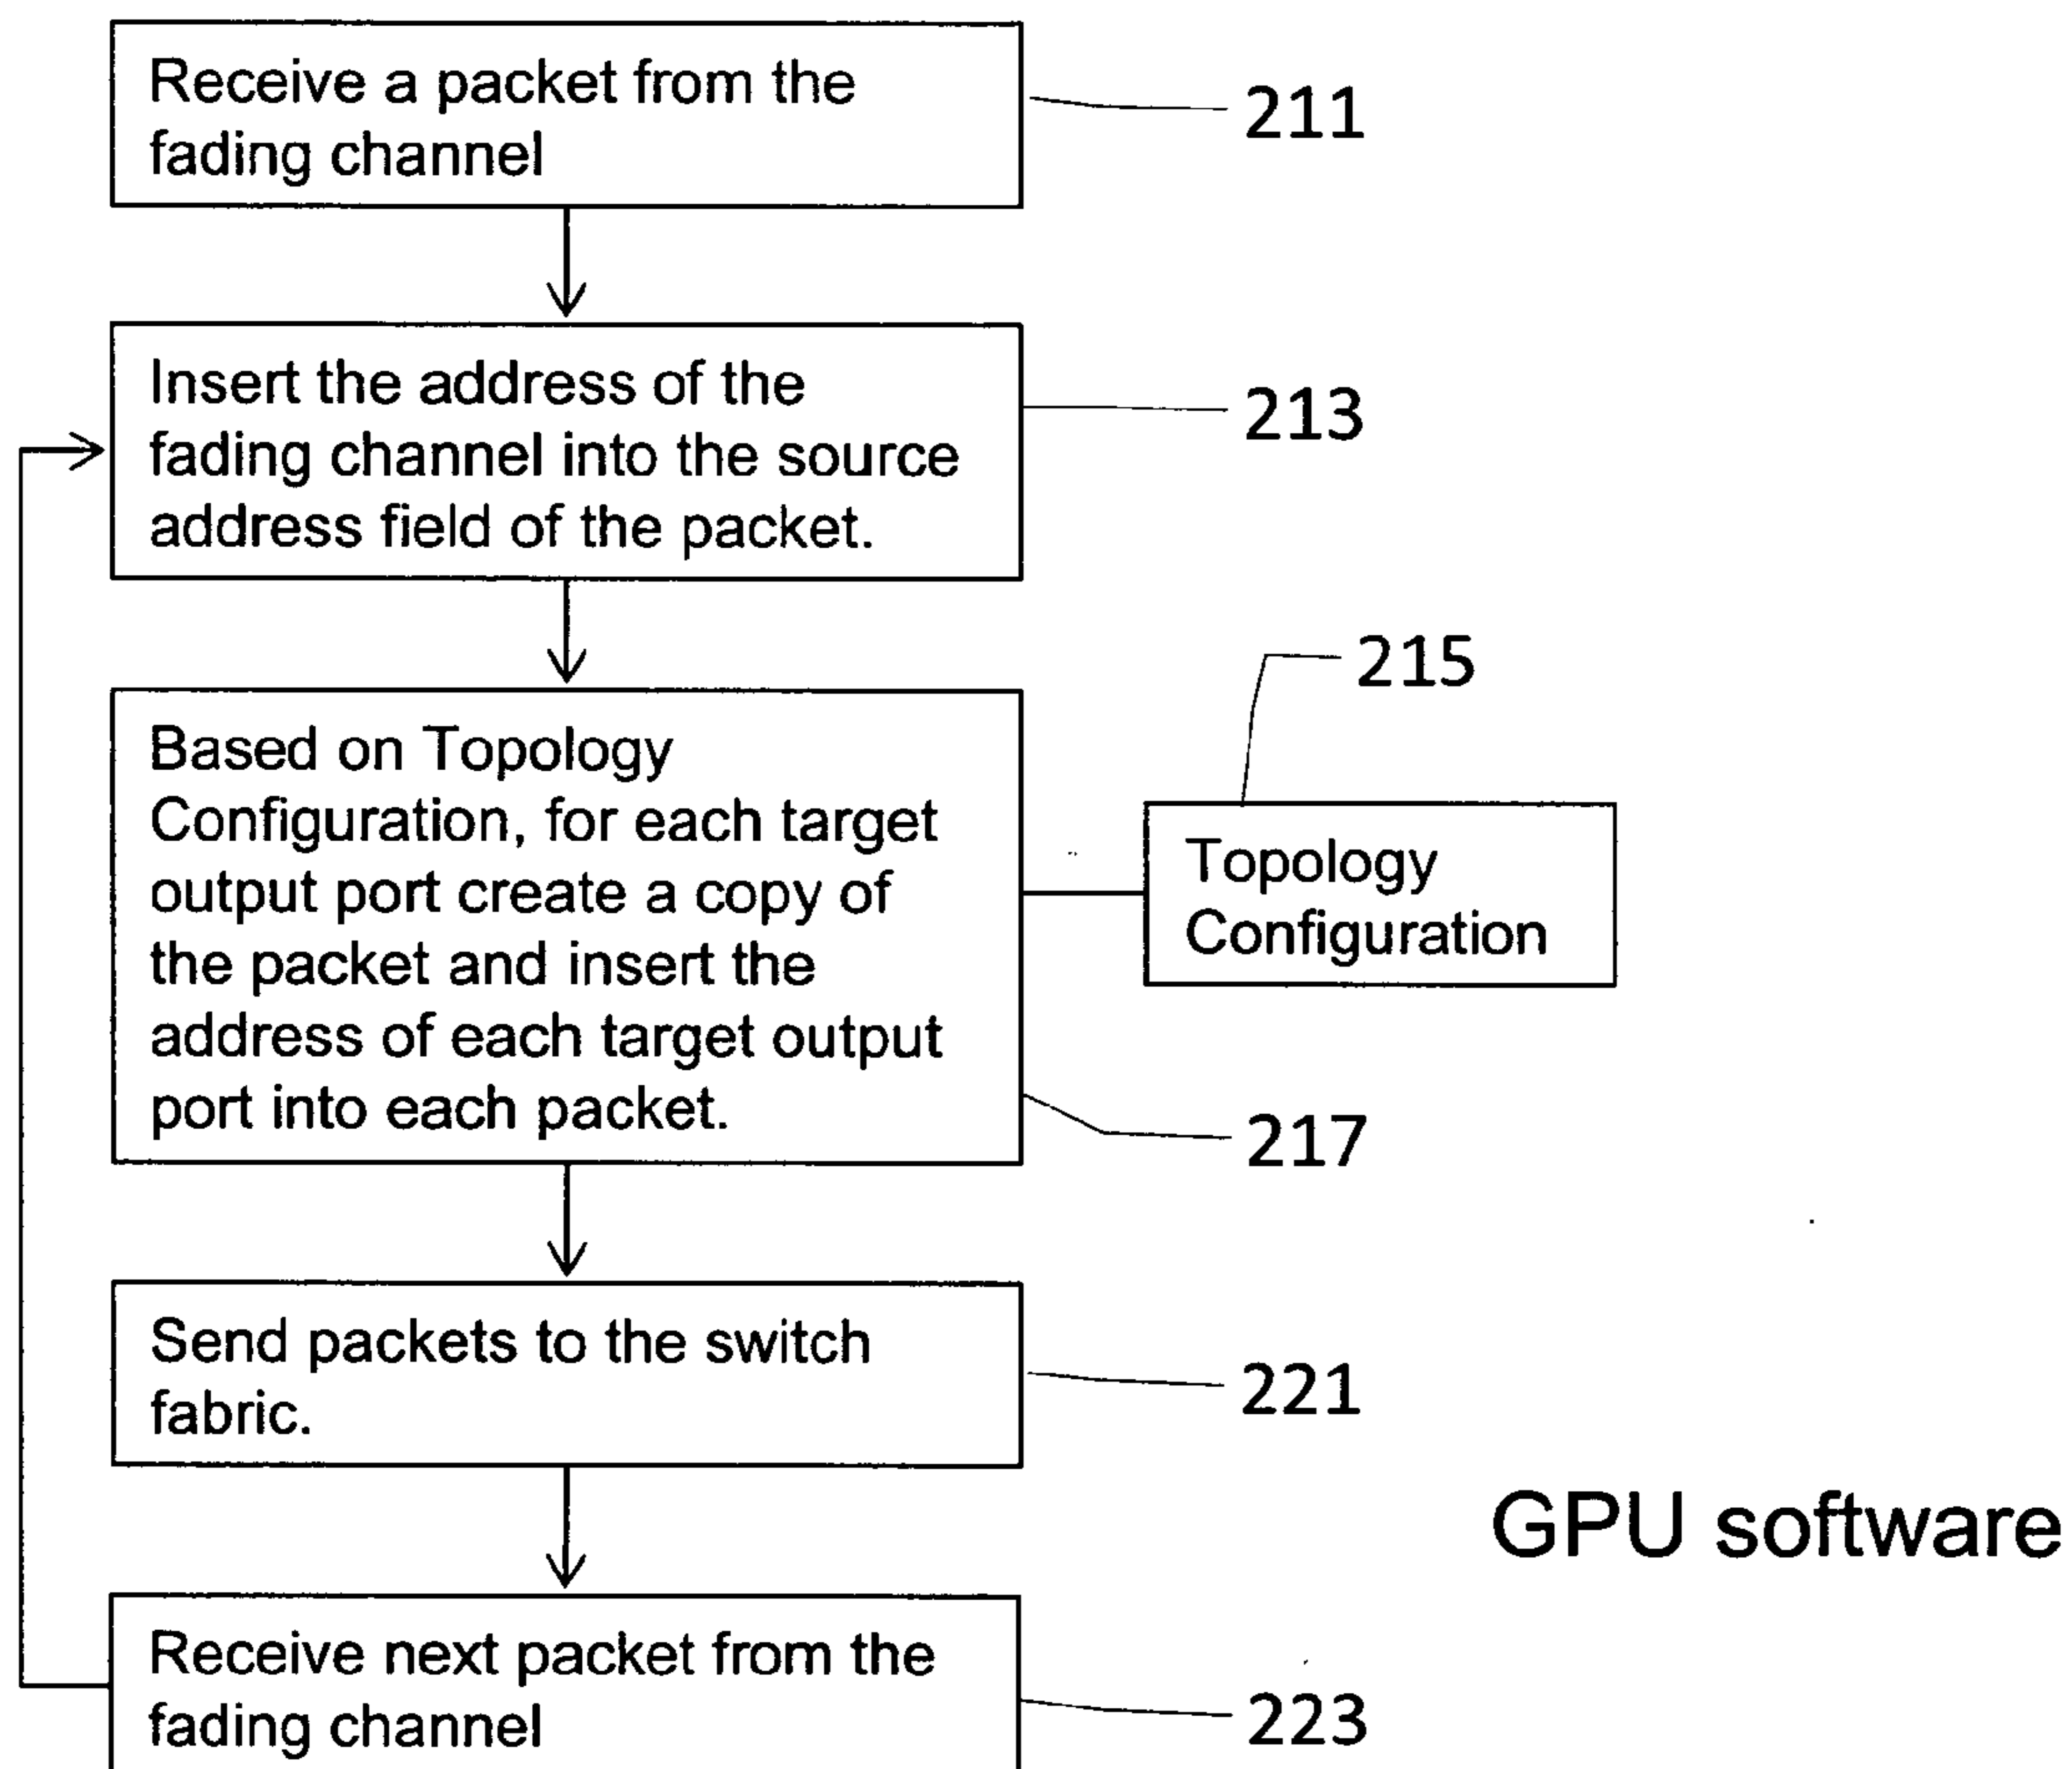 Receive a packet from the
fading channel
211
Insert the address of the
fading channel into the source
address field of the packet.
213
215
Based on Topology
Configuration, for each target
output port create a copy of
the packet and insert the
address of each target output
port into each packet.
Topology
Configuration
217
Send packets to the switch
fabric.
221
GPU software
Receive next packet from the
fading channel
223